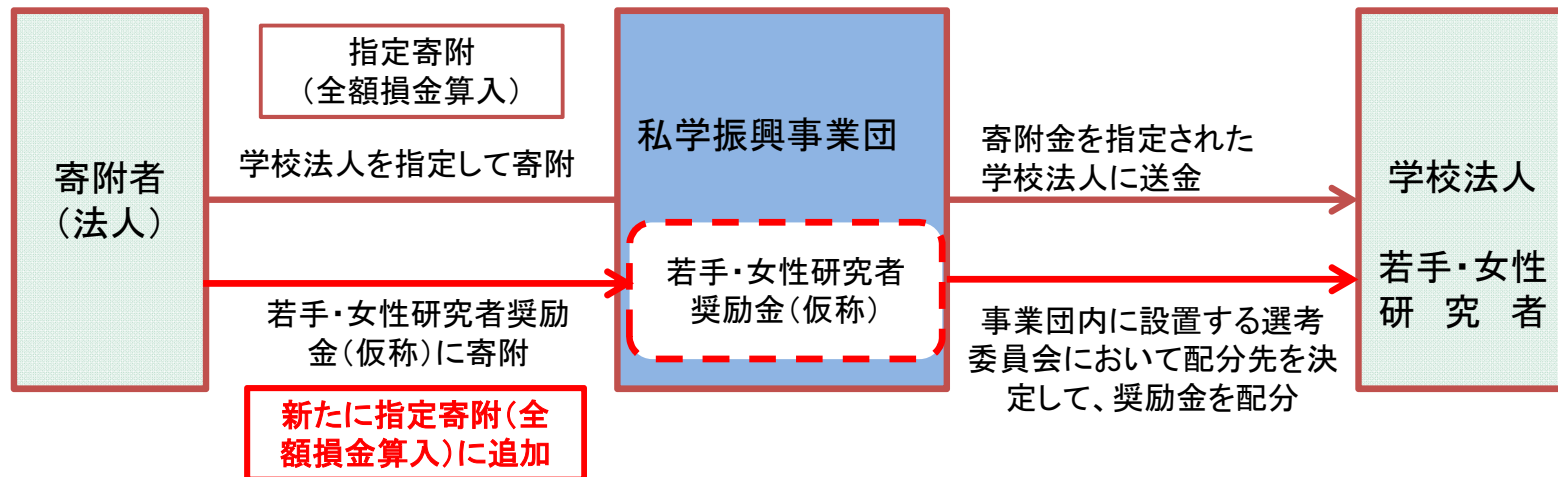 寄附者
（法人）
指定寄附
（全額損金算入）
学校法人を指定して寄附
若手・女性研究者奨励
金（仮称）に寄附
新たに指定寄附（全
額損金算入）に追加
私学振興事業団
若手・女性研究者
奨励金（仮称）
寄附金を指定された
学校法人に送金
事業団内に設置する選考
委員会において配分先を決
定して、奨励金を配分
学校法人
若手・女性
研　究　者